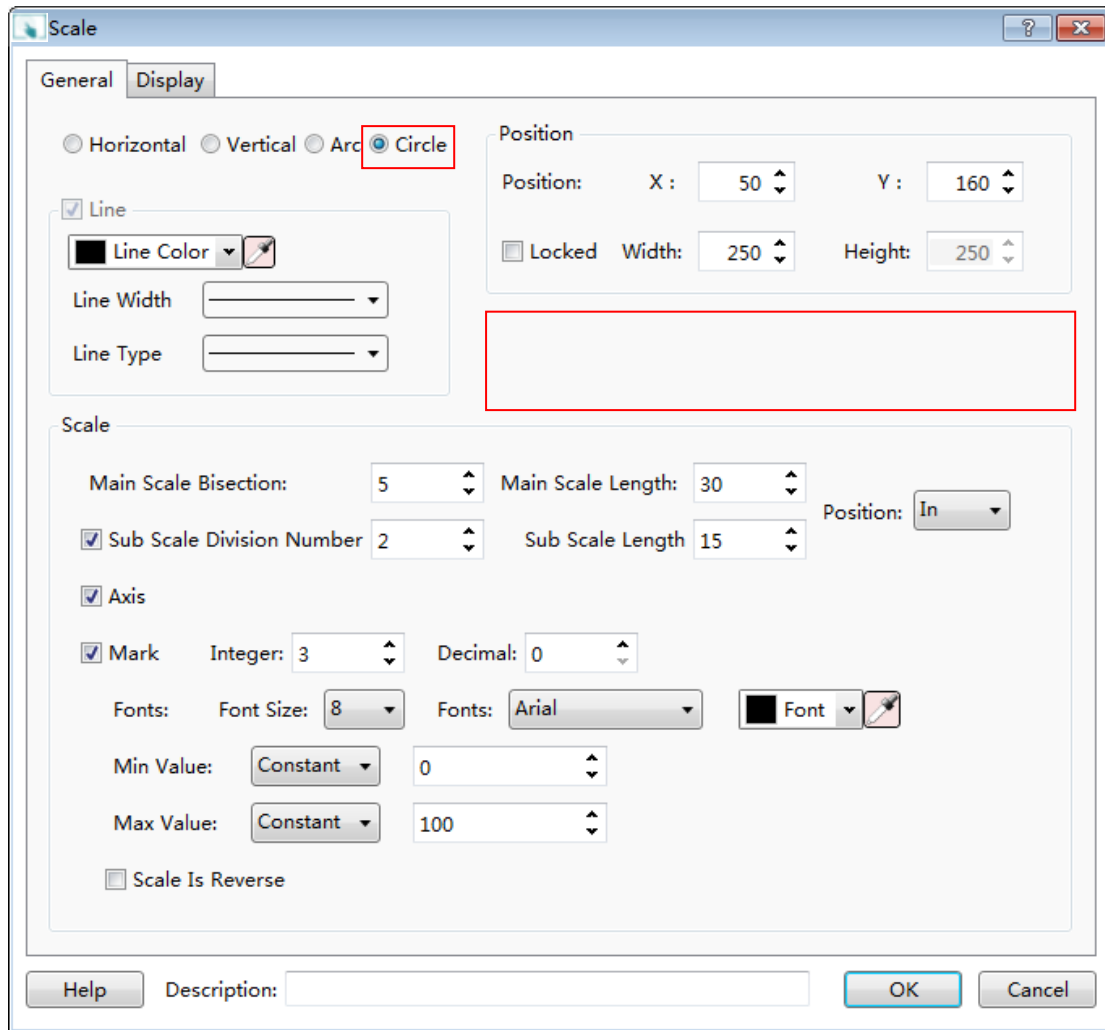 Scale
General Display
Horizontal Vertical Arc Circle
Position
Position: X : 50 Y : 160
Locked Width: 250 Height: 250
Line
Line Color
Line Width
Line Type
Scale
Main Scale Bisection: 5 Main Scale Length: 30
Position: In
Sub Scale Division Number 2 Sub Scale Length 15
Axis
Mark Integer: 3 Decimal: 0
Fonts: Font Size: 8 Fonts: Arial Font
Min Value: Constant 0
Max Value: Constant 100
Scale Is Reverse
Help Description: OK Cancel